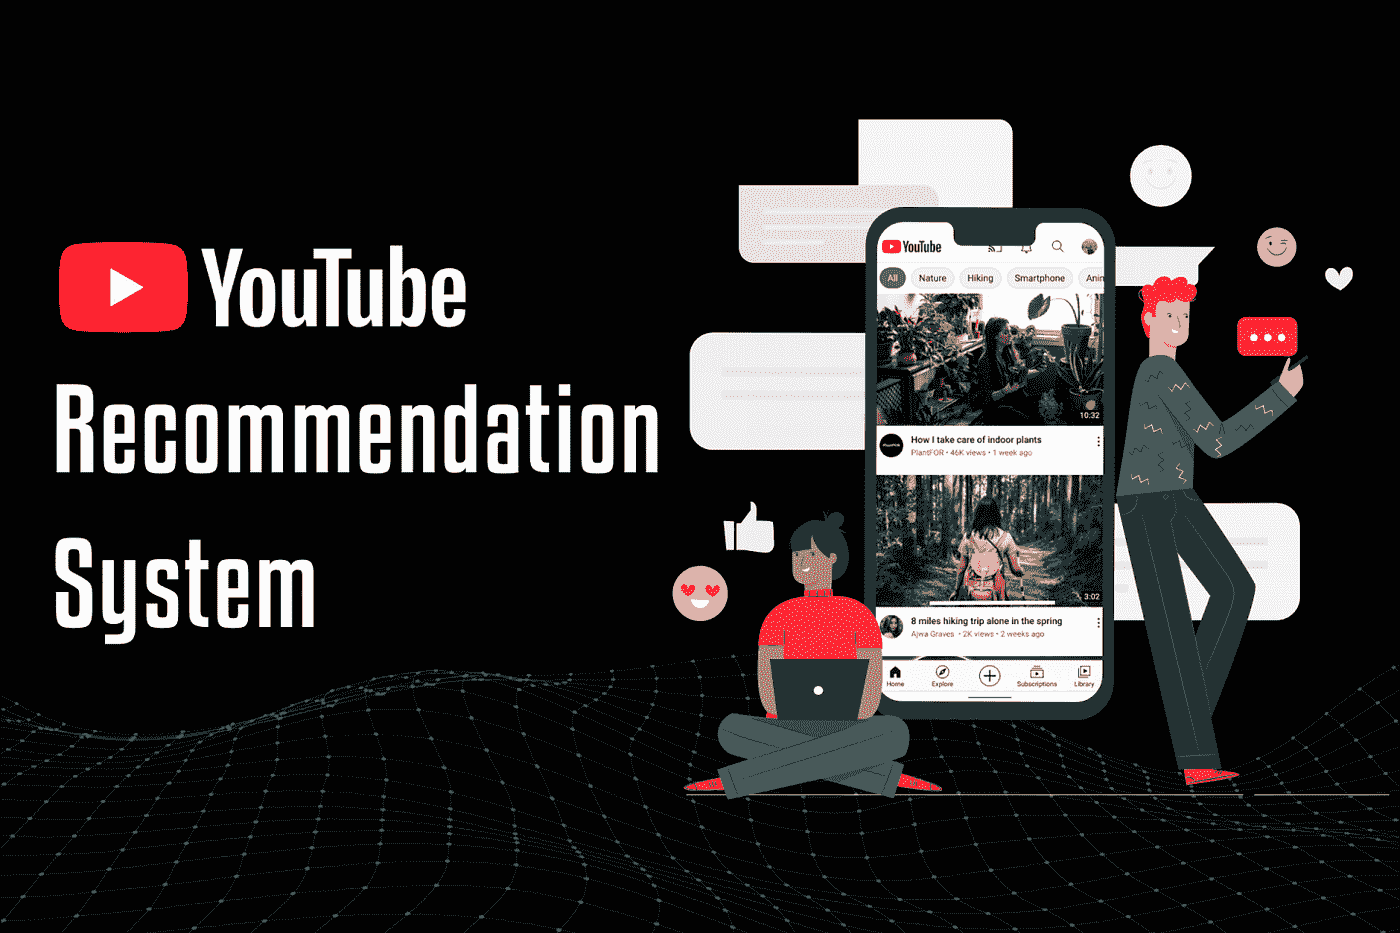 YouTube
Recommendation
System
YouTube
All
Nature
Hiking
Smartphone
Anim
10:32
How I take care of indoor plants
PlantFOR • 46K views • 1 week ago
3:02
8 miles hiking trip alone in the spring
Ajwa Graves • 2K views • 2 weeks ago
Home
Explore
Subscriptions
Library